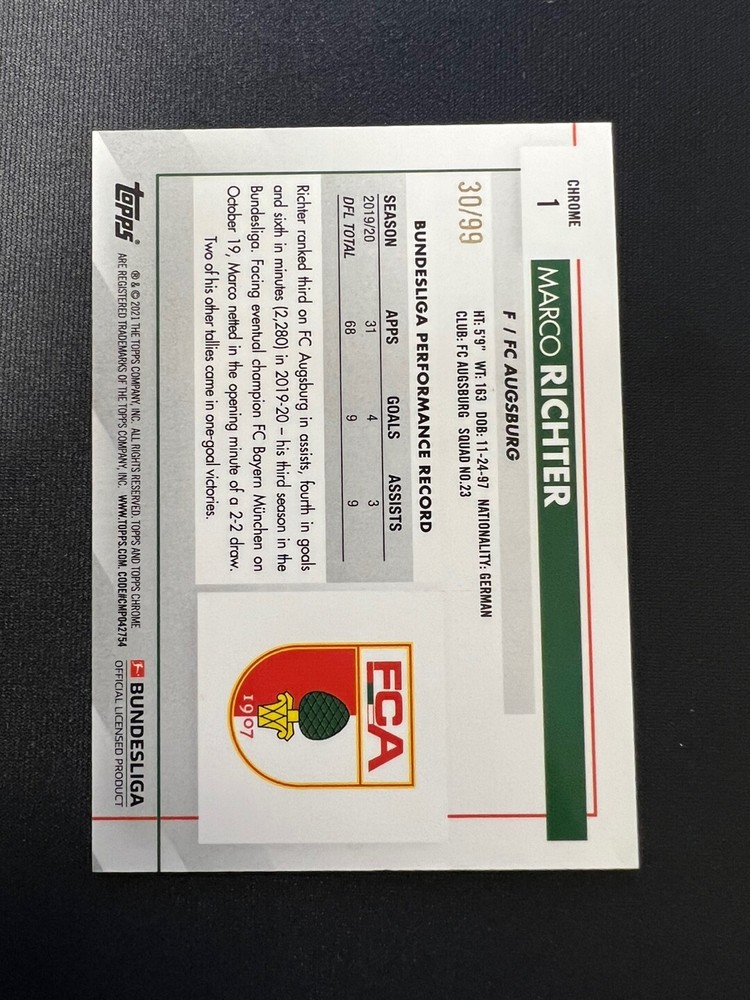 CHROME
1
MARCO RICHTER
F / FC AUGSBURG
HT: 5'9" WT: 163 DOB: 11-24-97 NATIONALITY: GERMAN
CLUB: FC AUGSBURG SQUAD NO.23
30/99
BUNDESLIGA PERFORMANCE RECORD
SEASON APPS GOALS ASSISTS
2019/20 31 4 3
DFL TOTAL 68 9 9
Richter ranked third on FC Augsburg in assists, fourth in goals
and sixth in minutes (2,280) in 2019-20 – his third season in the
Bundesliga. Facing eventual champion FC Bayern München on
October 19, Marco netted in the opening minute of a 2-2 draw.
Two of his other tallies came in one-goal victories.
FCA
1907
topps®
® & © 2021 THE TOPPS COMPANY, INC. ALL RIGHTS RESERVED. TOPPS AND TOPPS CHROME
ARE REGISTERED TRADEMARKS OF THE TOPPS COMPANY, INC. WWW.TOPPS.COM. CODE#CMP042754
BUNDESLIGA
OFFICIAL LICENSED PRODUCT